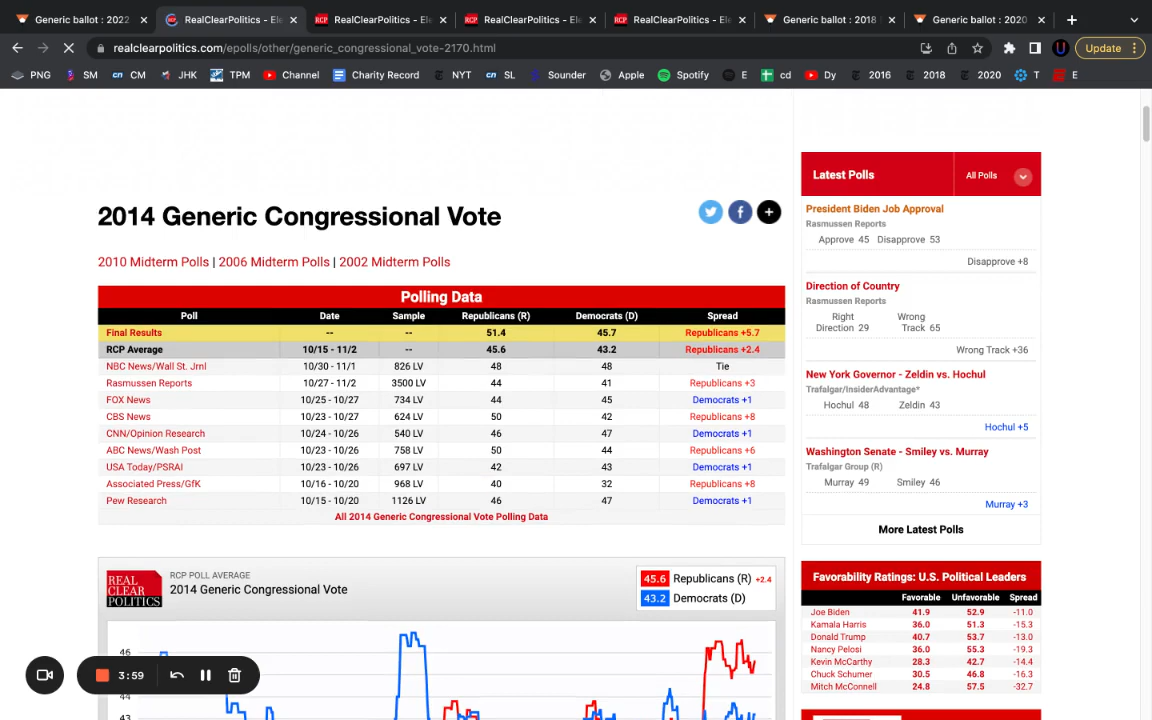 Generic ballot : 2022
RealClearPolitics - Ele
RCP RealClearPolitics - Ele
RCP RealClearPolitics - Ele
RCP RealClearPolitics - Ele
Generic ballot : 2018
Generic ballot : 2020
realclearpolitics.com/epolls/other/generic_congressional_vote-2170.html
U
Update
PNG SM cn CM JHK TPM Channel Charity Record NYT cn SL Sounder Apple Spotify E cd Dy 2016 2018 2020 T E
2014 Generic Congressional Vote
2010 Midterm Polls | 2006 Midterm Polls | 2002 Midterm Polls
Polling Data
Poll Date Sample Republicans (R) Democrats (D) Spread
Final Results -- -- 51.4 45.7 Republicans +5.7
RCP Average 10/15 - 11/2 -- 45.6 43.2 Republicans +2.4
NBC News/Wall St. Jrnl 10/30 - 11/1 826 LV 48 48 Tie
Rasmussen Reports 10/27 - 11/2 3500 LV 44 41 Republicans +3
FOX News 10/25 - 10/27 734 LV 44 45 Democrats +1
CBS News 10/23 - 10/27 624 LV 50 42 Republicans +8
CNN/Opinion Research 10/24 - 10/26 540 LV 46 47 Democrats +1
ABC News/Wash Post 10/23 - 10/26 758 LV 50 44 Republicans +6
USA Today/PSRAI 10/23 - 10/26 697 LV 42 43 Democrats +1
Associated Press/GfK 10/16 - 10/20 968 LV 40 32 Republicans +8
Pew Research 10/15 - 10/20 1126 LV 46 47 Democrats +1
All 2014 Generic Congressional Vote Polling Data
REAL
CLEAR
POLITICS
RCP POLL AVERAGE
2014 Generic Congressional Vote
45.6 Republicans (R) +2.4
43.2 Democrats (D)
46
44
43
3:59
Latest Polls
All Polls
President Biden Job Approval
Rasmussen Reports
Approve 45 Disapprove 53
Disapprove +8
Direction of Country
Rasmussen Reports
Right Wrong
Direction 29 Track 65
Wrong Track +36
New York Governor - Zeldin vs. Hochul
Trafalgar/InsiderAdvantage*
Hochul 48 Zeldin 43
Hochul +5
Washington Senate - Smiley vs. Murray
Trafalgar Group (R)
Murray 49 Smiley 46
Murray +3
More Latest Polls
Favorability Ratings: U.S. Political Leaders
Favorable Unfavorable Spread
Joe Biden 41.9 52.9 -11.0
Kamala Harris 36.0 51.3 -15.3
Donald Trump 40.7 53.7 -13.0
Nancy Pelosi 36.0 55.3 -19.3
Kevin McCarthy 28.3 42.7 -14.4
Chuck Schumer 30.5 46.8 -16.3
Mitch McConnell 24.8 57.5 -32.7